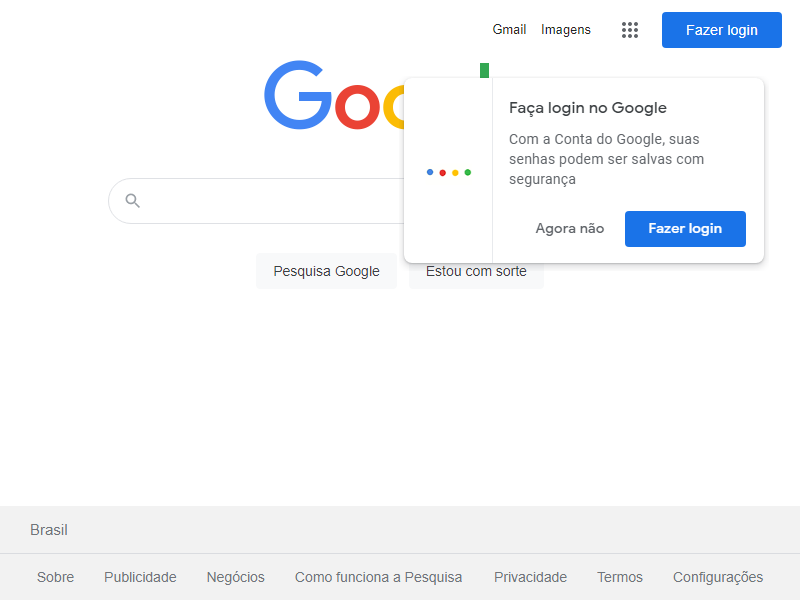 Gmail Imagens Fazer login
Faça login no Google
Com a Conta do Google, suas
senhas podem ser salvas com
segurança
Agora não Fazer login
Pesquisa Google Estou com sorte
Brasil
Sobre Publicidade Negócios Como funciona a Pesquisa Privacidade Termos Configurações